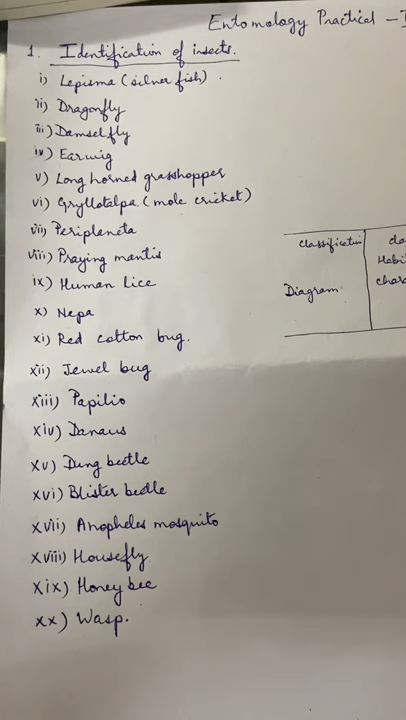 Entomology Practical - I
1. Identification of insects.
i) Lepisma (silver fish).
ii) Dragonfly
iii) Damselfly
iv) Earwig
v) Long horned grasshopper
vi) Gryllotalpa (mole cricket)
vii) Periplaneta
viii) Praying mantis
ix) Human Lice
x) Nepa
xi) Red cotton bug.
xii) Jewel bug
xiii) Papilio
xiv) Danaus
xv) Dung beetle
xvi) Blister beetle
xvii) Anopheles mosquito
xviii) Housefly
xix) Honey bee
xx) Wasp.
Classification
Diagram
Habi
chara